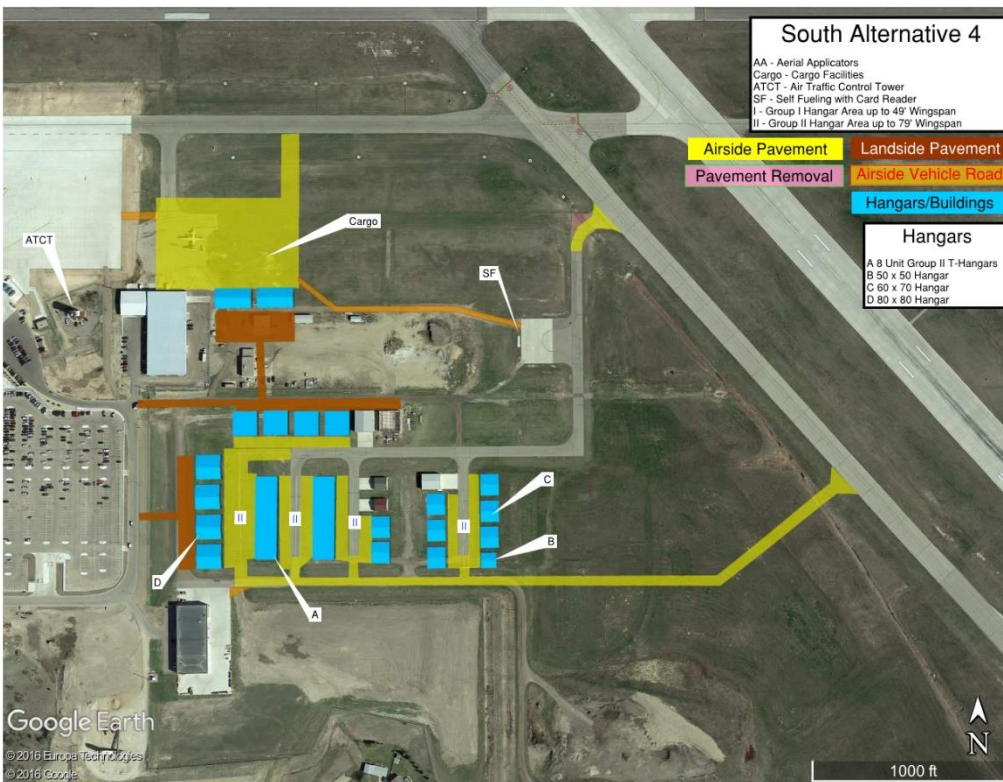 South Alternative 4
AA - Aerial Applicators
Cargo - Cargo Facilities
ATCT - Air Traffic Control Tower
SF - Self Fueling with Card Reader
I - Group I Hangar Area up to 49' Wingspan
II - Group II Hangar Area up to 79' Wingspan
Airside Pavement
Landside Pavement
Pavement Removal
Airside Vehicle Road
Hangars/Buildings
Hangars
A 8 Unit Group II T-Hangars
B 50 x 50 Hangar
C 60 x 70 Hangar
D 80 x 80 Hangar
Cargo
ATCT
SF
C
II
II
II
II
B
D
A
Google Earth
© 2016 Europa Technologies
© 2016 Google
N
1000 ft